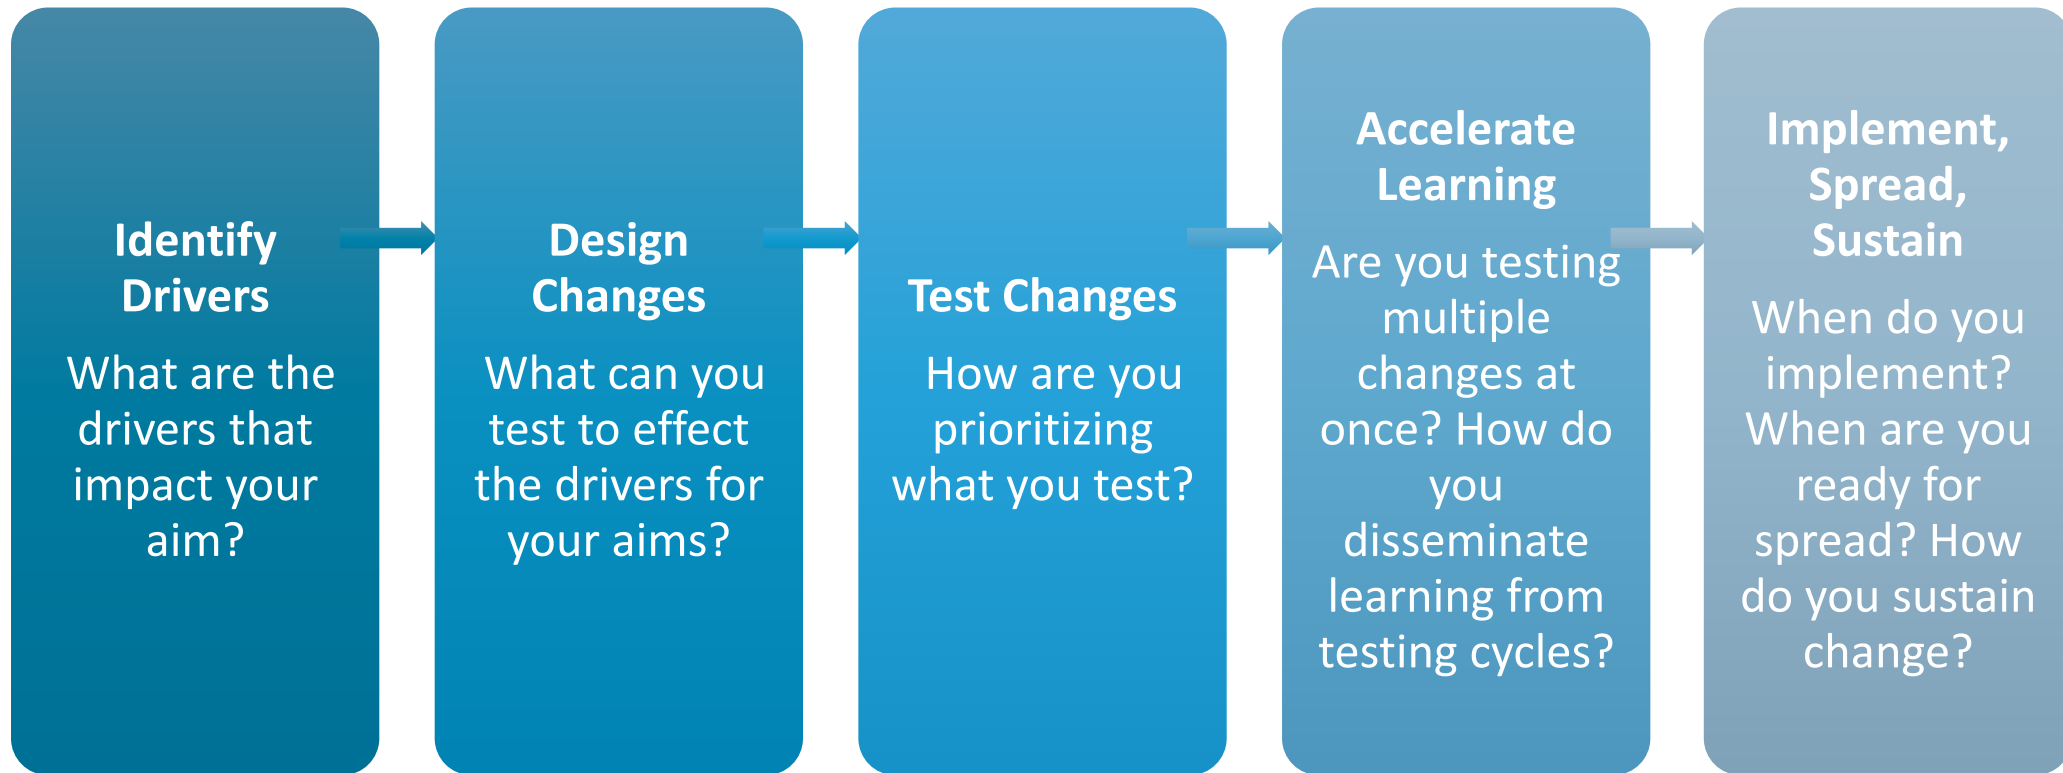 Identify
Drivers
What are the
drivers that
impact your
aim?
Design
Changes
What can you
test to effect
the drivers for
your aims?
Test Changes
How are you
prioritizing
what you test?
Accelerate
Learning
Are you testing
multiple
changes at
once? How do
you
disseminate
learning from
testing cycles?
Implement,
Spread,
Sustain
When do you
implement?
When are you
ready for
spread? How
do you sustain
change?